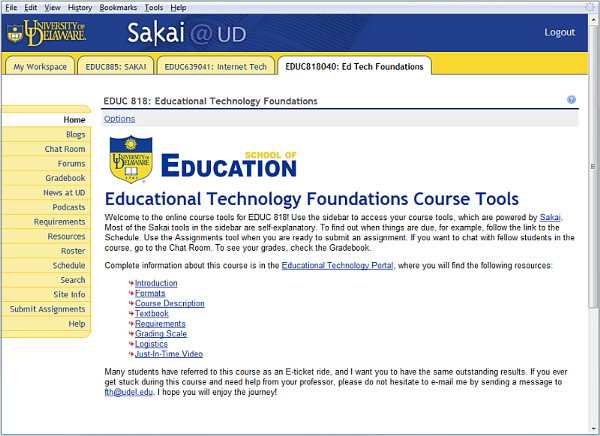 File Edit View History Bookmarks Tools Help
UNIVERSITY OF DELAWARE. Sakai @ UD Logout
My Workspace EDUC885: SAKAI EDUC639041: Internet Tech EDUC818040: Ed Tech Foundations
EDUC 818: Educational Technology Foundations
Options
Home
Blogs
Chat Room
Forums
Gradebook
News at UD
Podcasts
Requirements
Resources
Roster
Schedule
Search
Site Info
Submit Assignments
Help
UNIVERSITY OF DELAWARE
SCHOOL OF
EDUCATION
Educational Technology Foundations Course Tools
Welcome to the online course tools for EDUC 818! Use the sidebar to access your course tools, which are powered by Sakai.
Most of the Sakai tools in the sidebar are self-explanatory. To find out when things are due, for example, follow the link to the
Schedule. Use the Assignments tool when you are ready to submit an assignment. If you want to chat with fellow students in the
course, go to the Chat Room. To see your grades, check the Gradebook.
Complete information about this course is in the Educational Technology Portal, where you will find the following resources:
Introduction
Formats
Course Description
Textbook
Requirements
Grading Scale
Logistics
Just-In-Time Video
Many students have referred to this course as an E-ticket ride, and I want you to have the same outstanding results. If you ever
get stuck during this course and need help from your professor, please do not hesitate to e-mail me by sending a message to
fth@udel.edu. I hope you will enjoy the journey!